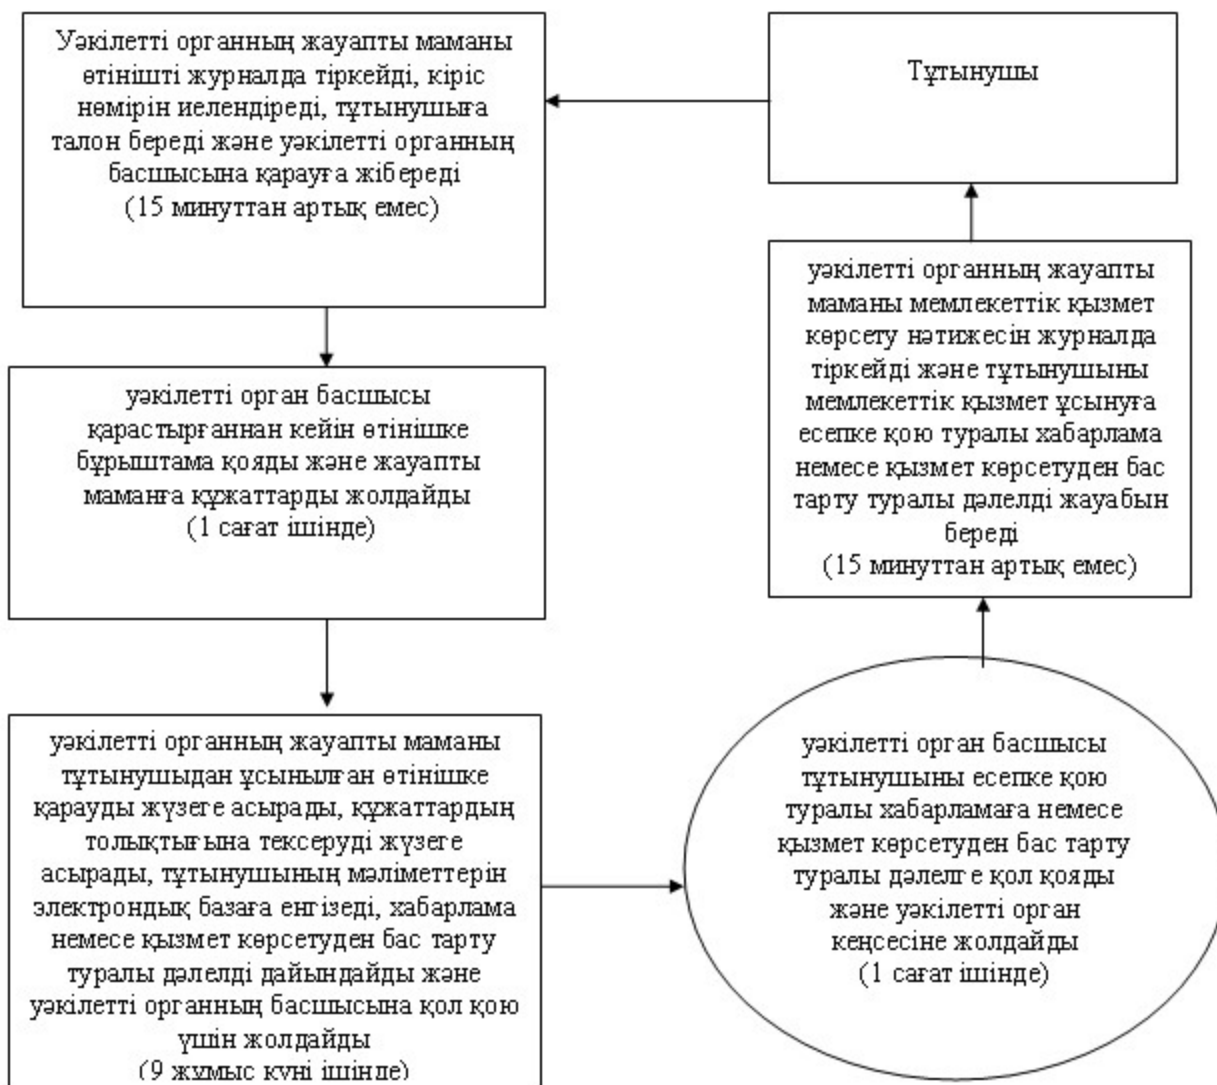 Уәкілетті органның жауапты маманы
өтінішті журналда тіркейді, кіріс
нөмірін иелендіреді, тұтынушыға
талон береді және уәкілетті органның
басшысына қарауға жібереді
(15 минуттан артық емес)
Тұтынушы
уәкілетті орган басшысы
қарастырғаннан кейін өтінішке
бұрыштама қояды және жауапты
маманға құжаттарды жолдайды
(1 сағат ішінде)
уәкілетті органның жауапты
маманы мемлекеттік қызмет
көрсету нәтижесін журналда
тіркейді және тұтынушыны
мемлекеттік қызмет ұсынуға
есепке қою туралы хабарлама
немесе қызмет көрсетуден бас
тарту туралы дәлелді жауабын
береді
(15 минуттан артық емес)
уәкілетті органның жауапты маманы
тұтынушыдан ұсынылған өтінішке
қарауды жүзеге асырады, құжаттардың
толықтығына тексеруді жүзеге
асырады, тұтынушының мәліметтерін
электрондық базаға енгізеді, хабарлама
немесе қызмет көрсетуден бас тарту
туралы дәлелді дайындайды және
уәкілетті органның басшысына қол қою
үшін жолдайды
(9 жұмыс күні ішінде)
уәкілетті орган басшысы
тұтынушыны есепке қою
туралы хабарламаға немесе
қызмет көрсетуден бас тарту
туралы дәлелге қол қояды
және уәкілетті орган
кеңсесіне жолдайды
(1 сағат ішінде)